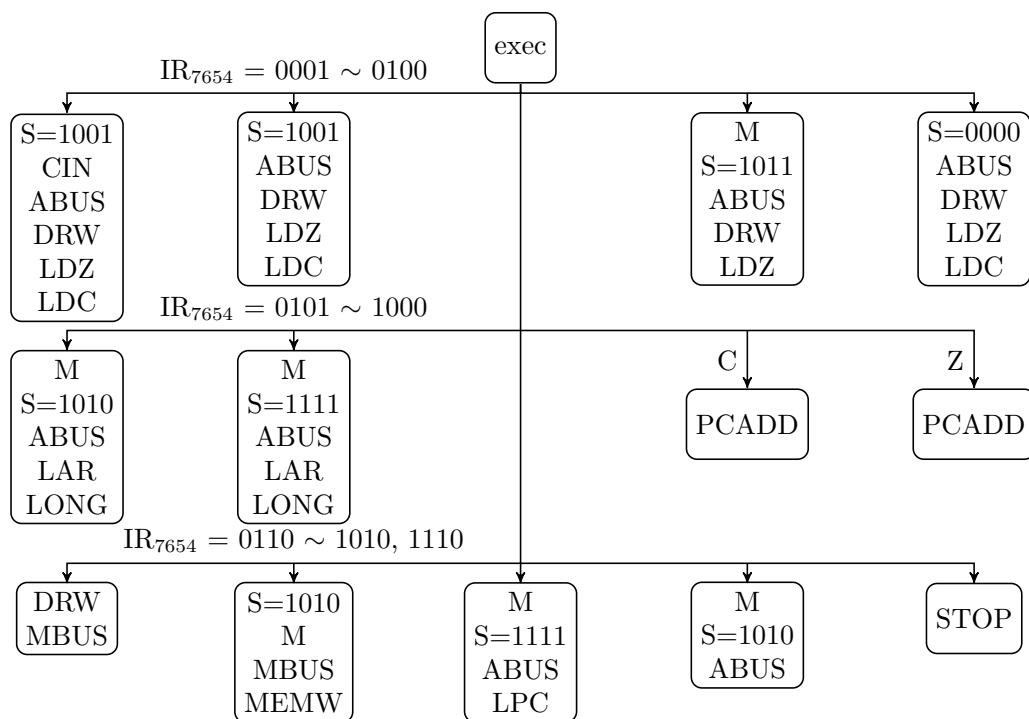 exec
IR7654 = 0001 ∼ 0100
S=1001
CIN
ABUS
DRW
LDZ
LDC
S=1001
ABUS
DRW
LDZ
LDC
M
S=1011
ABUS
DRW
LDZ
S=0000
ABUS
DRW
LDZ
LDC
IR7654 = 0101 ∼ 1000
M
S=1010
ABUS
LAR
LONG
M
S=1111
ABUS
LAR
LONG
C
PCADD
Z
PCADD
IR7654 = 0110 ∼ 1010, 1110
DRW
MBUS
S=1010
M
MBUS
MEMW
M
S=1111
ABUS
LPC
M
S=1010
ABUS
STOP